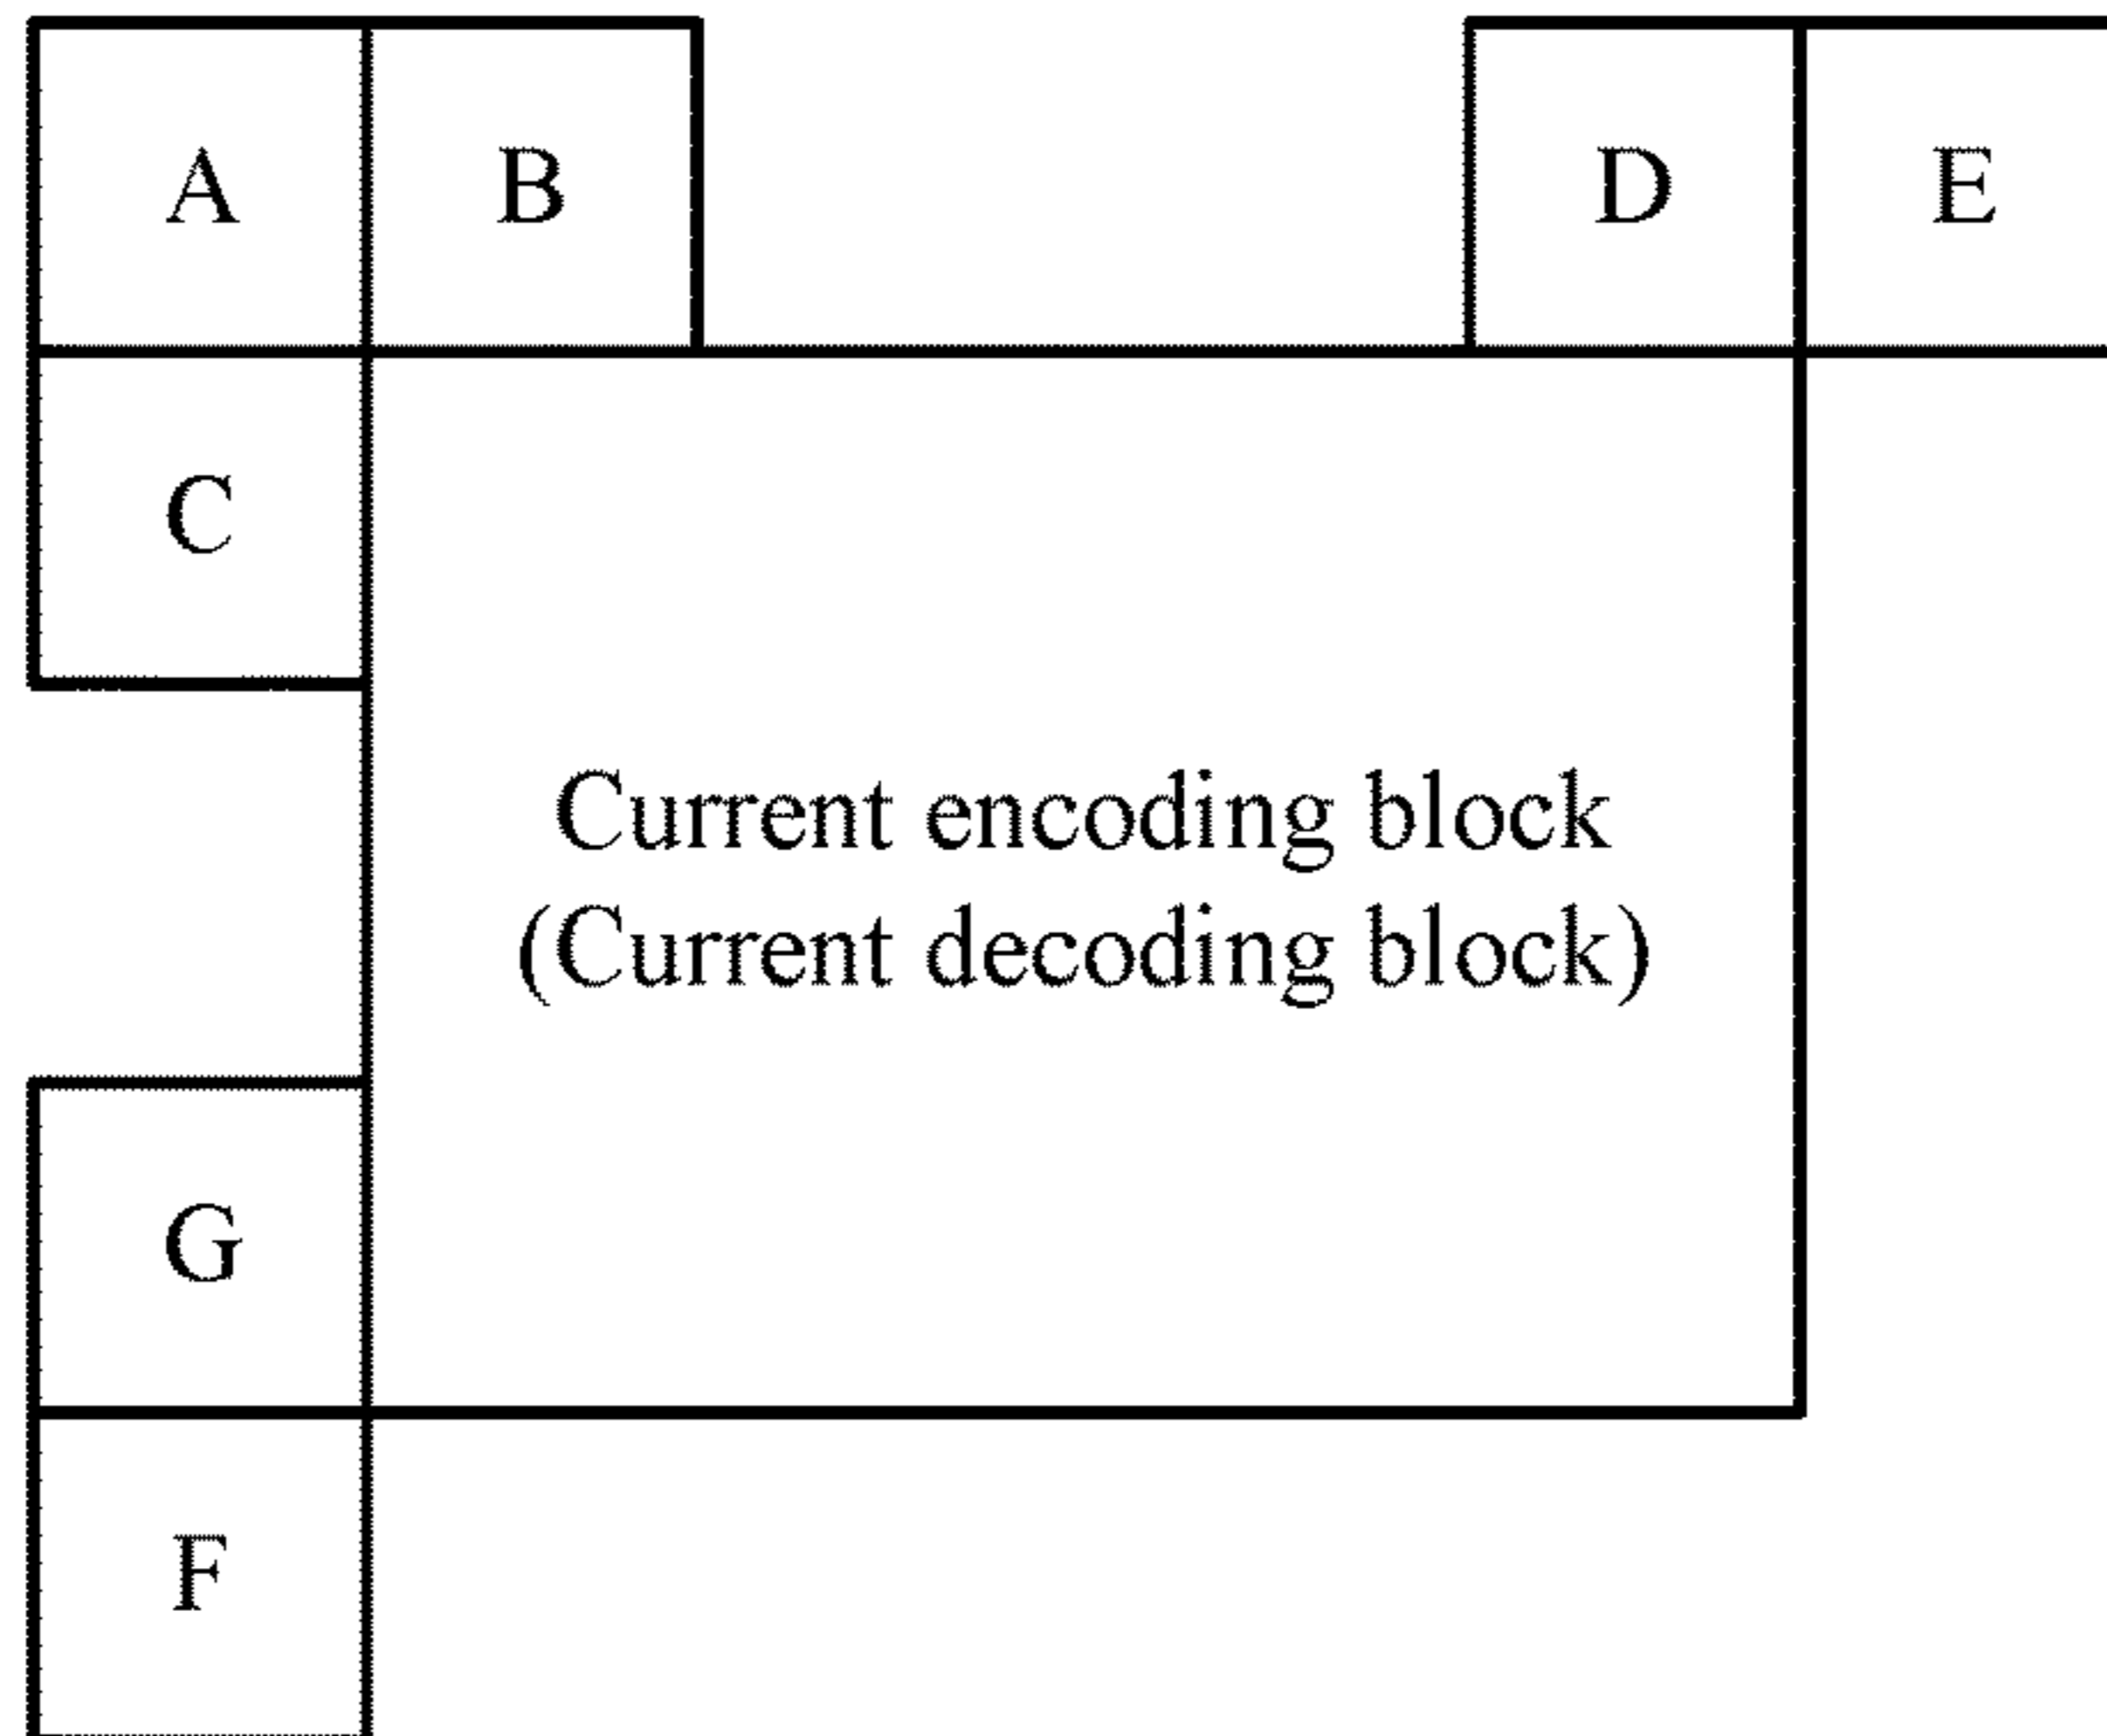 A B D E
C
Current encoding block
(Current decoding block)
G
F